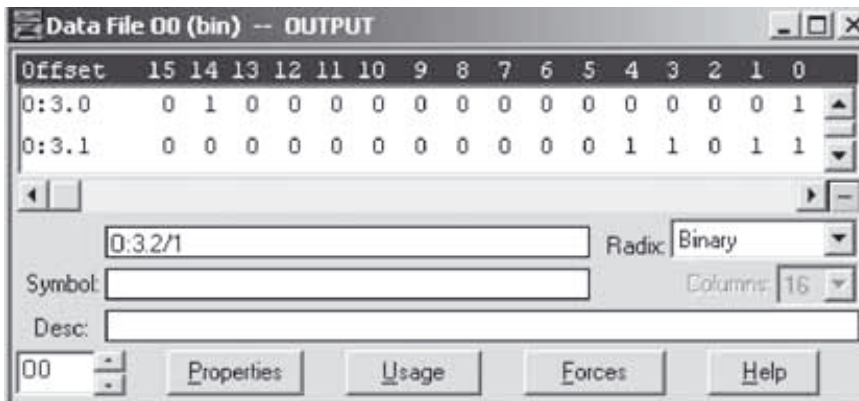 Data File O0 (bin) -- OUTPUT
Offset 15 14 13 12 11 10 9 8 7 6 5 4 3 2 1 0
O:3.0 0 1 0 0 0 0 0 0 0 0 0 0 0 0 0 1
O:3.1 0 0 0 0 0 0 0 0 0 0 0 1 1 0 1 1
O:3.2/1 Radix: Binary
Symbol: Columns: 16
Desc:
O0 Properties Usage Forces Help